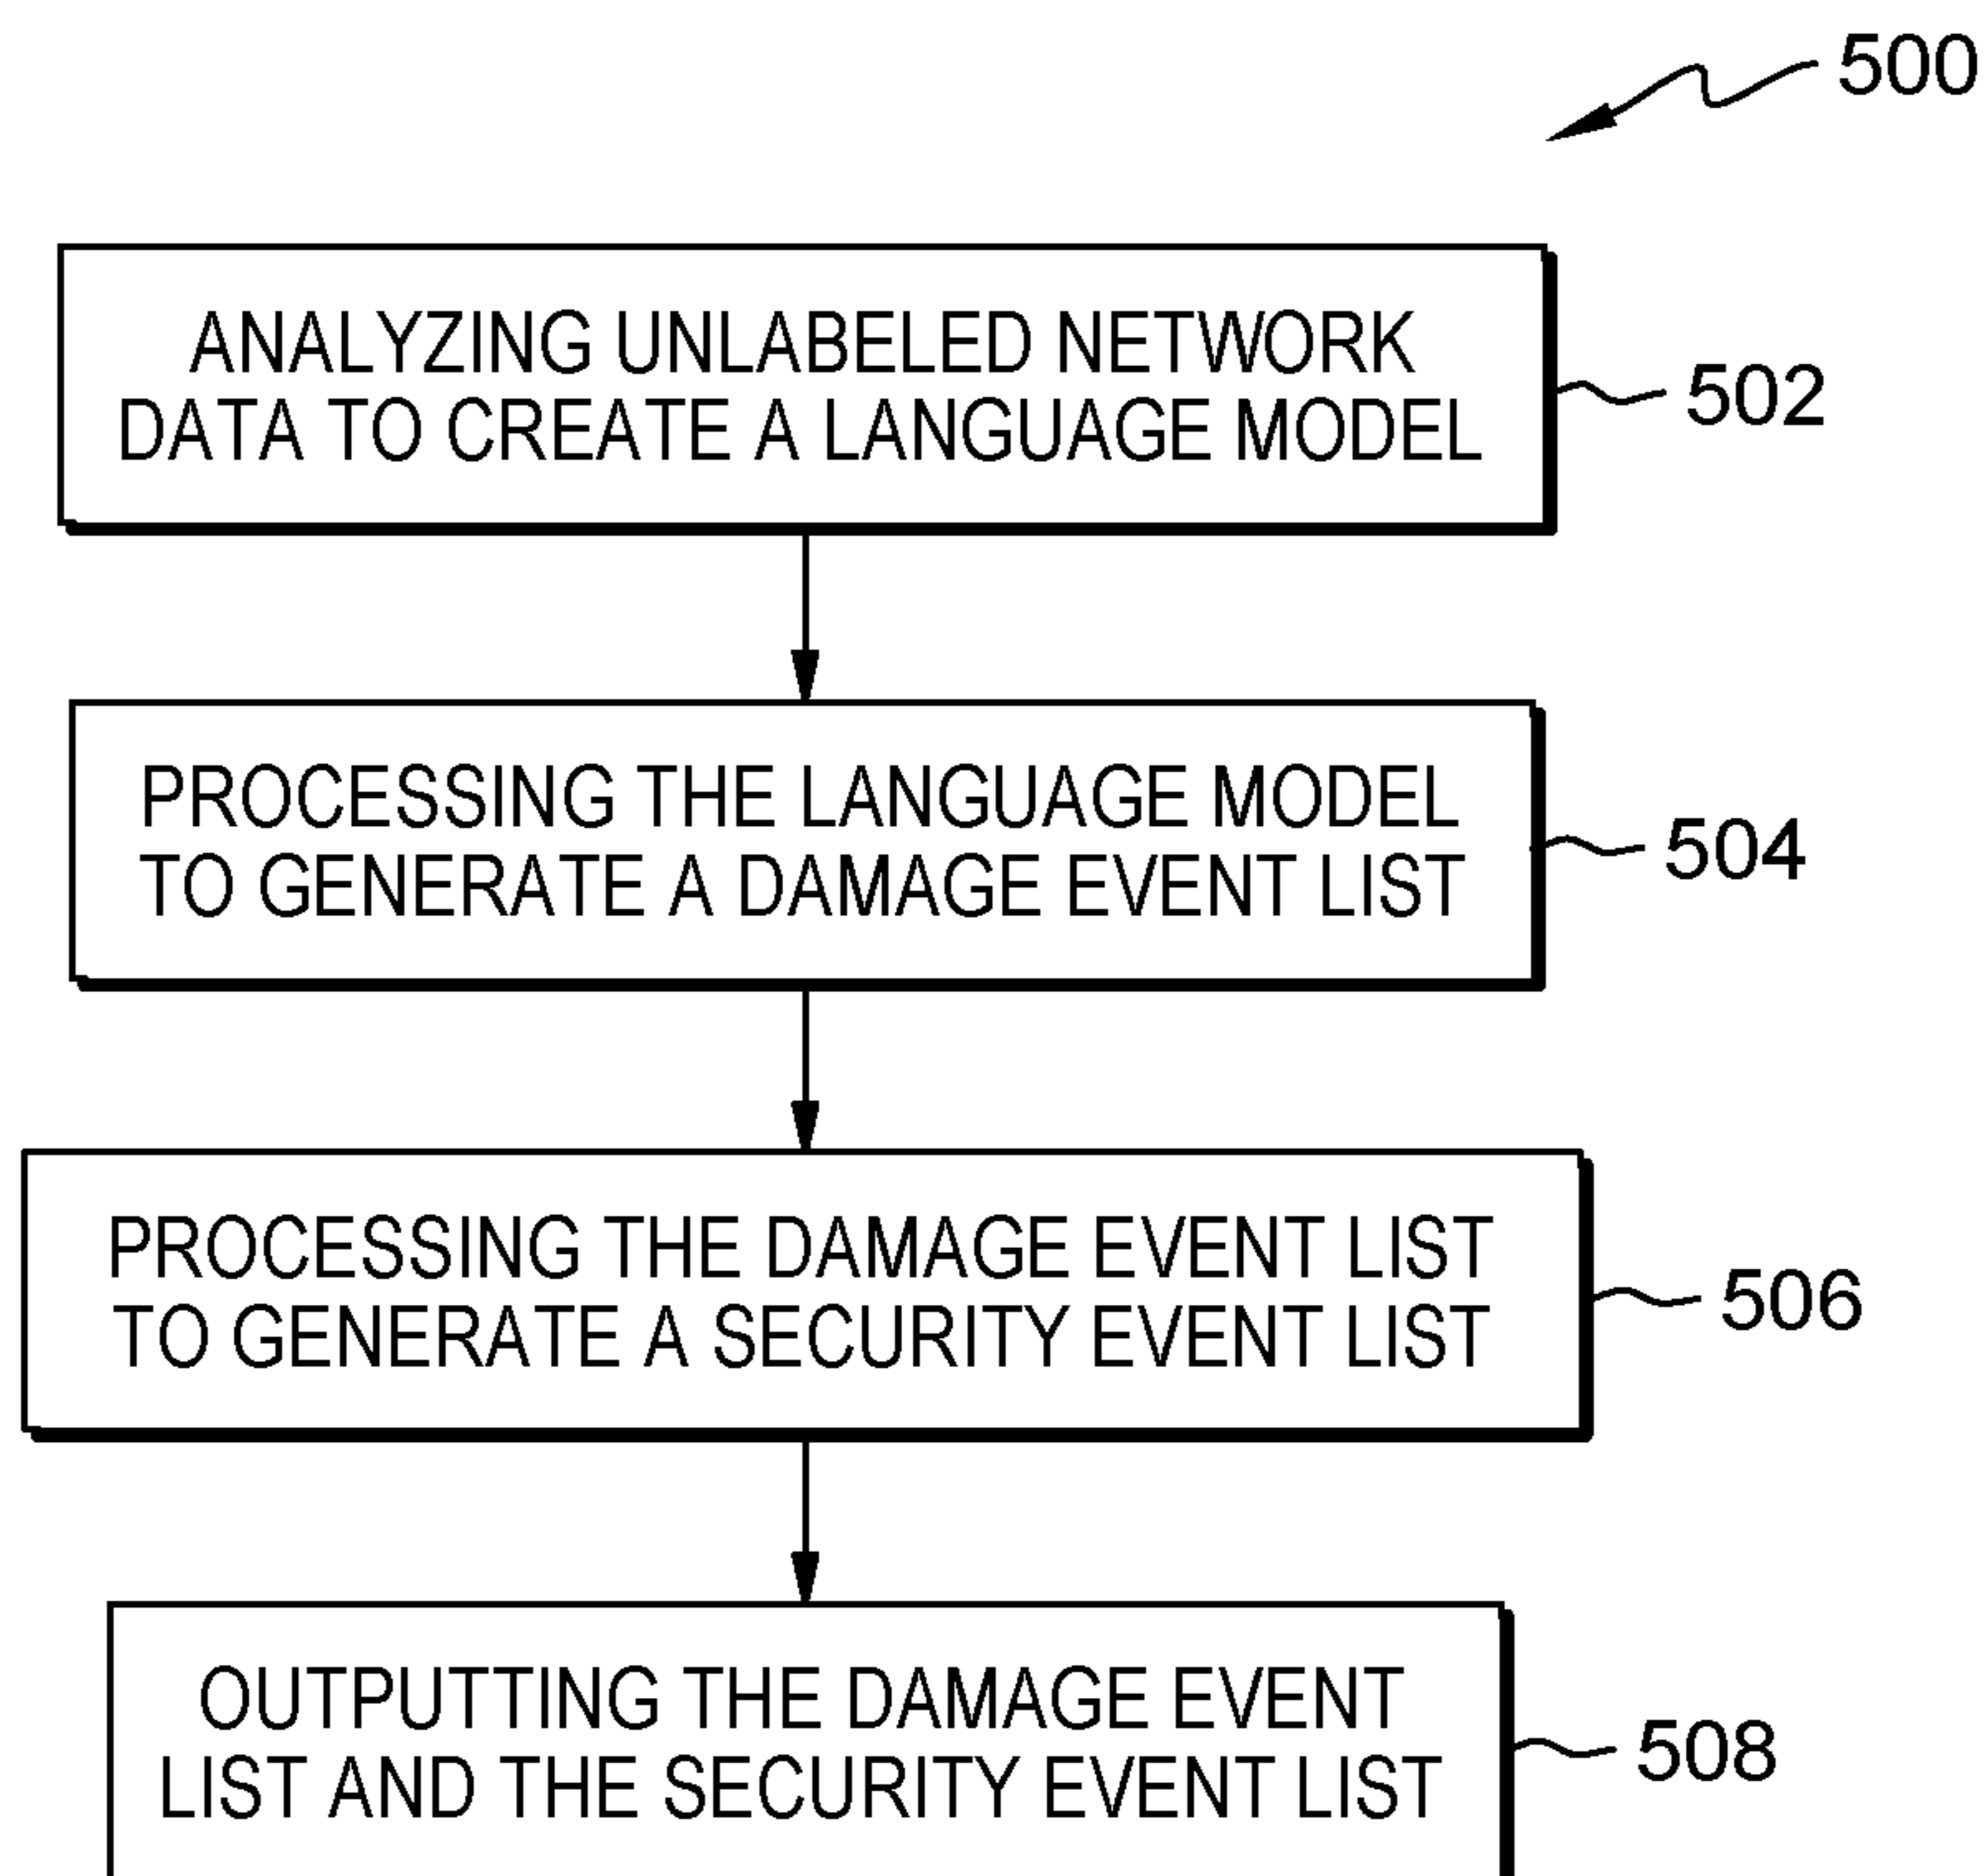 500
ANALYZING UNLABELED NETWORK
DATA TO CREATE A LANGUAGE MODEL
502
PROCESSING THE LANGUAGE MODEL
TO GENERATE A DAMAGE EVENT LIST
504
PROCESSING THE DAMAGE EVENT LIST
TO GENERATE A SECURITY EVENT LIST
506
OUTPUTTING THE DAMAGE EVENT
LIST AND THE SECURITY EVENT LIST
508